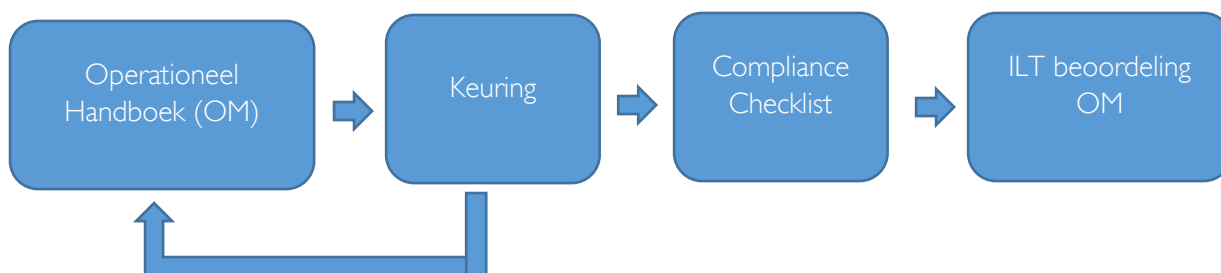 Operationeel
Handboek (OM)
Keuring
Compliance
Checklist
ILT beoordeling
OM